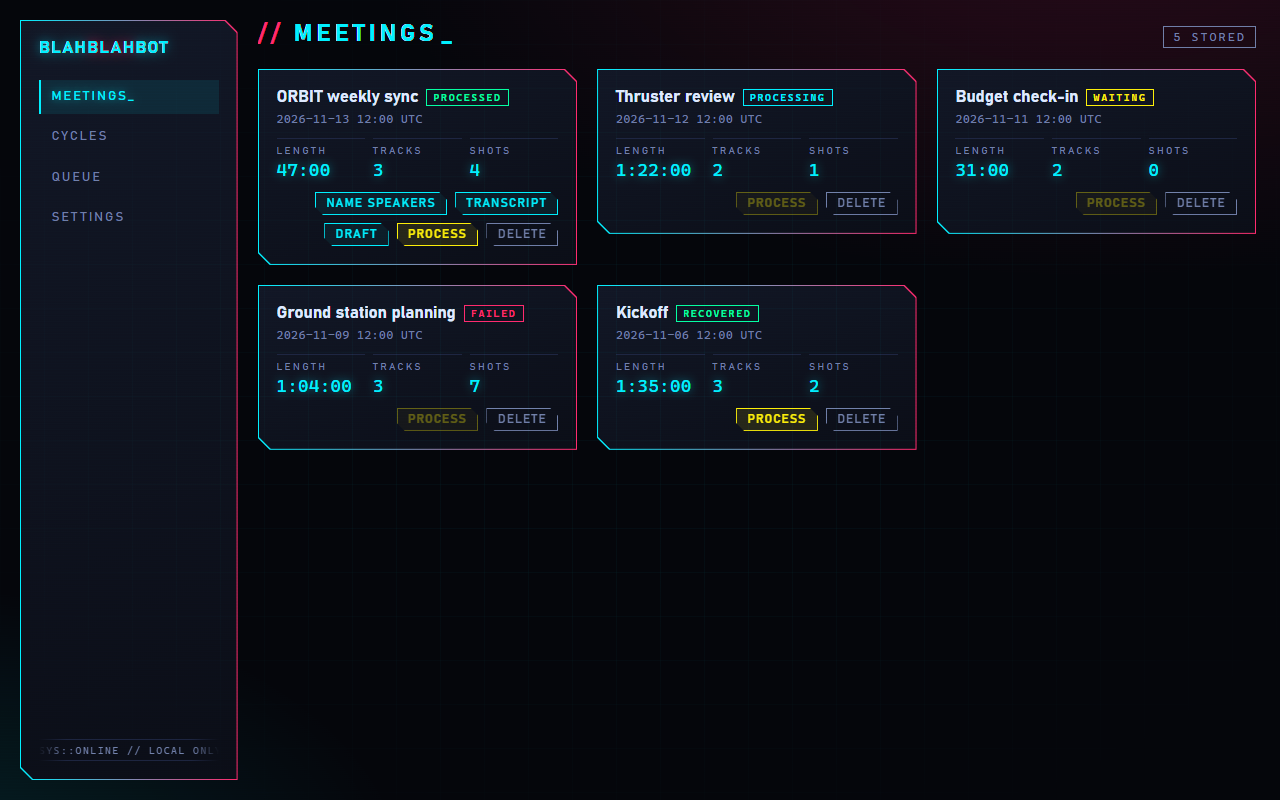 BLAHBLAHBOT
MEETINGS_
CYCLES
QUEUE
SETTINGS
SYS::ONLINE // LOCAL ONL
// MEETINGS_
5 STORED
ORBIT weekly sync PROCESSED
2026-11-13 12:00 UTC
LENGTH TRACKS SHOTS
47:00 3 4
NAME SPEAKERS TRANSCRIPT
DRAFT PROCESS DELETE
Thruster review PROCESSING
2026-11-12 12:00 UTC
LENGTH TRACKS SHOTS
1:22:00 2 1
PROCESS DELETE
Budget check-in WAITING
2026-11-11 12:00 UTC
LENGTH TRACKS SHOTS
31:00 2 0
PROCESS DELETE
Ground station planning FAILED
2026-11-09 12:00 UTC
LENGTH TRACKS SHOTS
1:04:00 3 7
PROCESS DELETE
Kickoff RECOVERED
2026-11-06 12:00 UTC
LENGTH TRACKS SHOTS
1:35:00 3 2
PROCESS DELETE